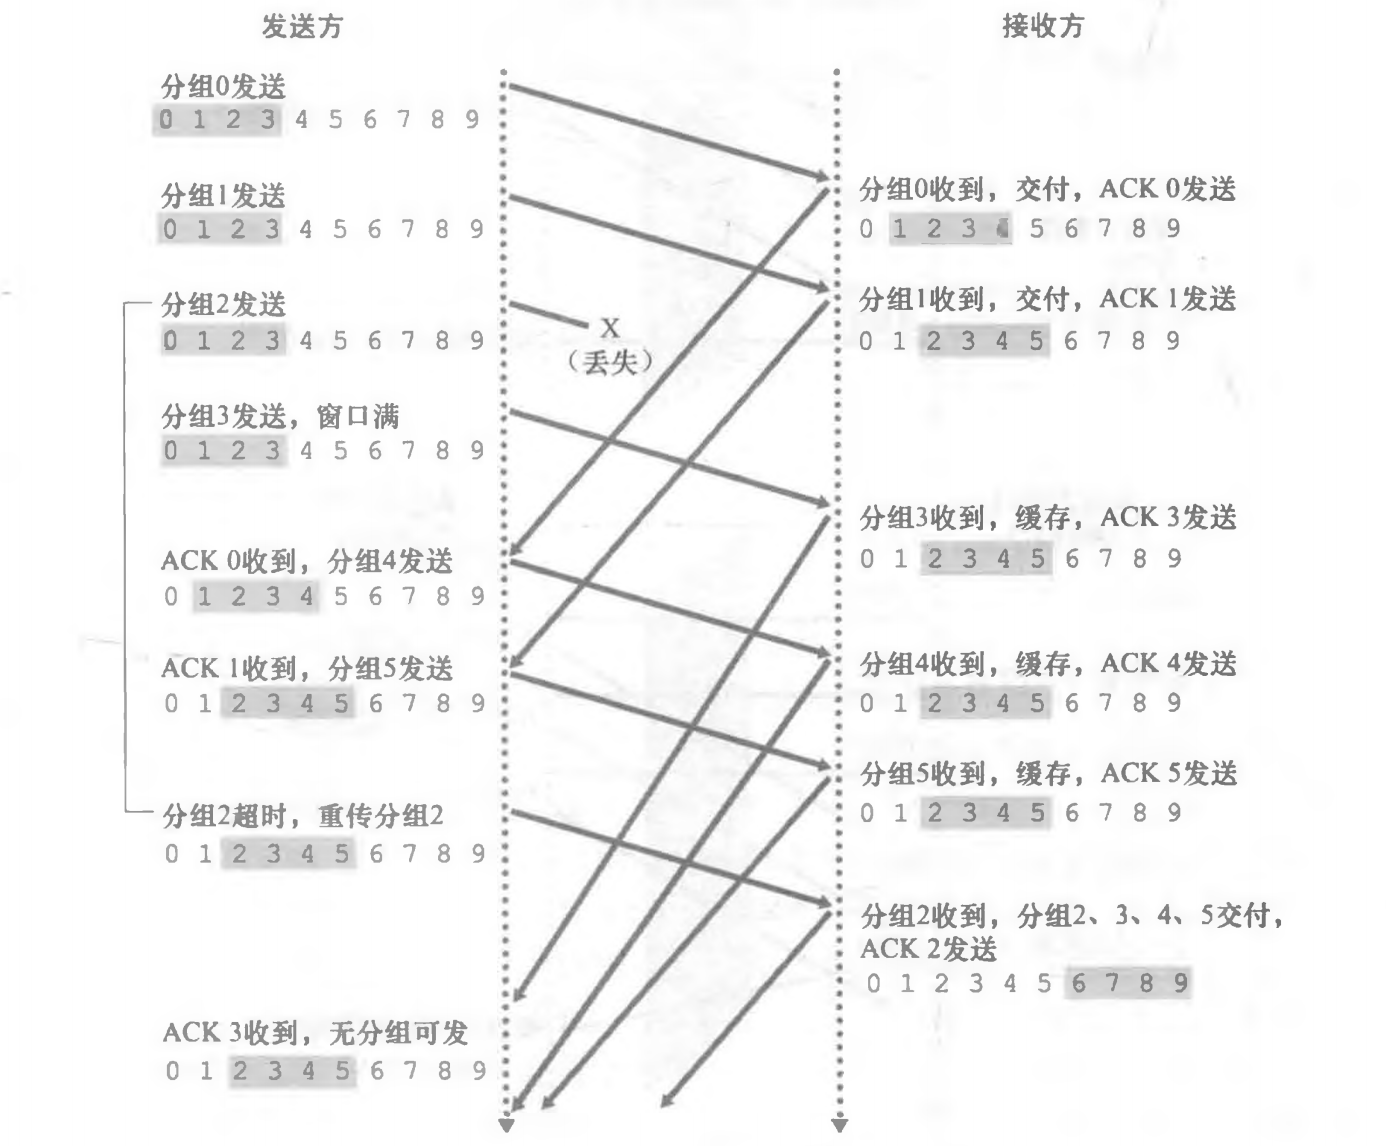 发送方
接收方
分组0发送
0 1 2 3 4 5 6 7 8 9
分组0收到，交付，ACK 0发送
0 1 2 3 4 5 6 7 8 9
分组1发送
0 1 2 3 4 5 6 7 8 9
分组1收到，交付，ACK 1发送
0 1 2 3 4 5 6 7 8 9
分组2发送
0 1 2 3 4 5 6 7 8 9
X
（丢失）
分组3发送，窗口满
0 1 2 3 4 5 6 7 8 9
分组3收到，缓存，ACK 3发送
0 1 2 3 4 5 6 7 8 9
ACK 0收到，分组4发送
0 1 2 3 4 5 6 7 8 9
分组4收到，缓存，ACK 4发送
0 1 2 3 4 5 6 7 8 9
ACK 1收到，分组5发送
0 1 2 3 4 5 6 7 8 9
分组5收到，缓存，ACK 5发送
0 1 2 3 4 5 6 7 8 9
分组2超时，重传分组2
0 1 2 3 4 5 6 7 8 9
分组2收到，分组2、3、4、5交付，
ACK 2发送
0 1 2 3 4 5 6 7 8 9
ACK 3收到，无分组可发
0 1 2 3 4 5 6 7 8 9